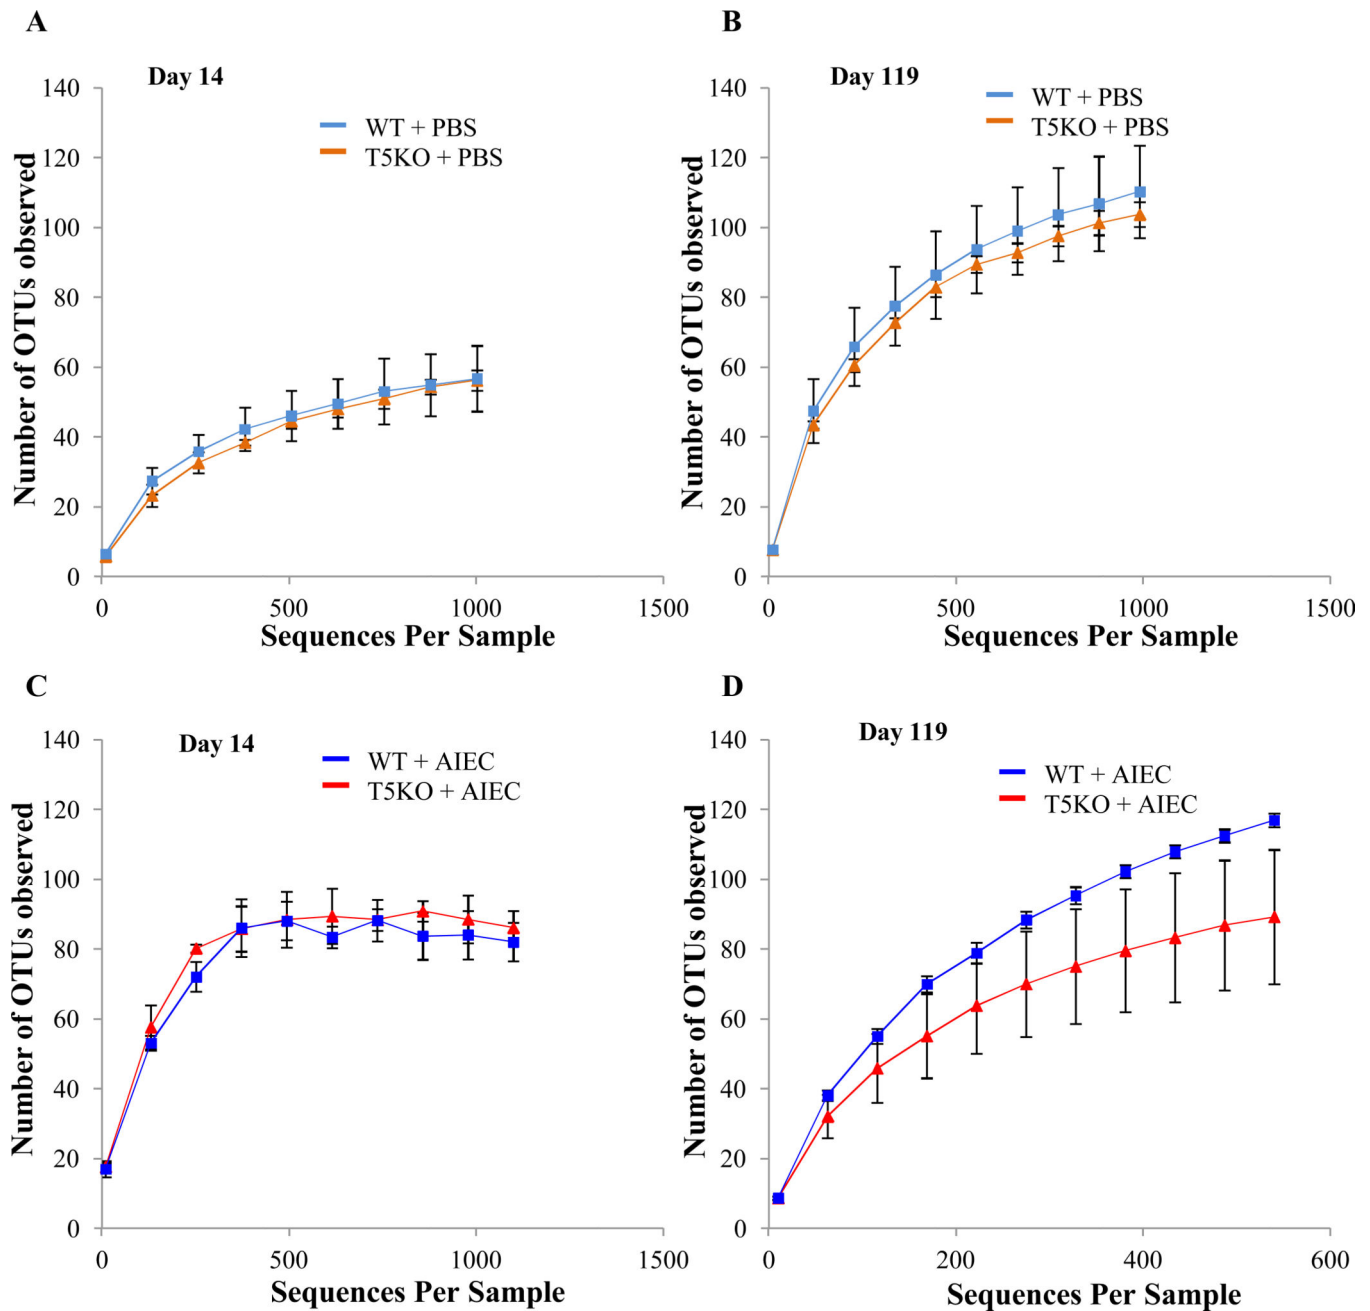 A
Day 14
WT + PBS
T5KO + PBS
Number of OTUs observed
140
120
100
80
60
40
20
0
0 500 1000 1500
Sequences Per Sample
B
Day 119
WT + PBS
T5KO + PBS
Number of OTUs observed
140
120
100
80
60
40
20
0
0 500 1000 1500
Sequences Per Sample
C
Day 14
WT + AIEC
T5KO + AIEC
Number of OTUs observed
140
120
100
80
60
40
20
0
0 500 1000 1500
Sequences Per Sample
D
Day 119
WT + AIEC
T5KO + AIEC
Number of OTUs observed
140
120
100
80
60
40
20
0
0 200 400 600
Sequences Per Sample